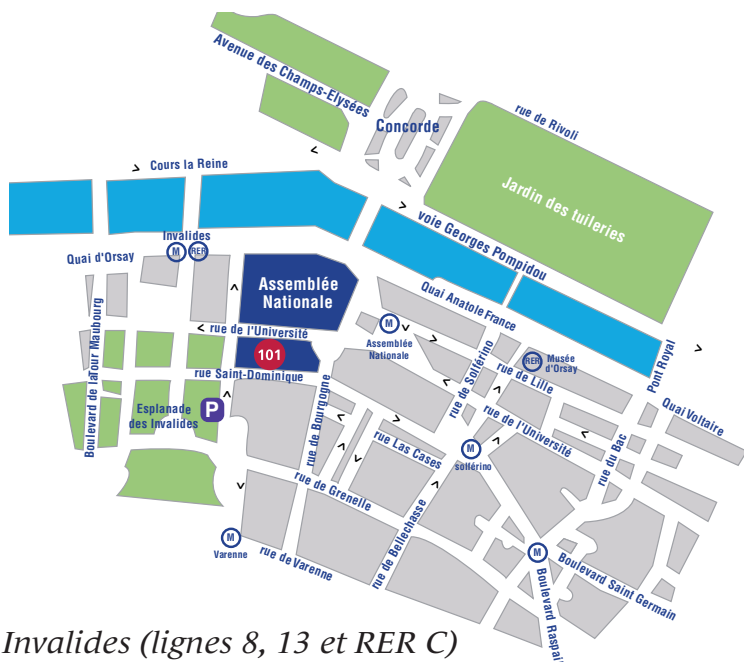 Avenue des Champs-Elysées
Concorde
rue de Rivoli
Jardin des tuileries
Cours la Reine
voie Georges Pompidou
Invalides
M
RER
Quai d'Orsay
Assemblée
Nationale
Quai Anatole France
Boulevard de latour Maubourg
rue de l'Université
101
M
Assemblée
Nationale
rue de Solférino
RER
Musée
d'Orsay
Pont Royal
rue Saint-Dominique
rue de Lille
Quai Voltaire
Esplanade
des Invalides
P
rue de Bourgogne
rue de l'Université
rue du Bac
rue Las Cases
M
solférino
rue de Grenelle
rue de Bellechasse
M
Varenne
rue de Varenne
M
Boulevard Saint Germain
Boulevard Raspail
Invalides (lignes 8, 13 et RER C)